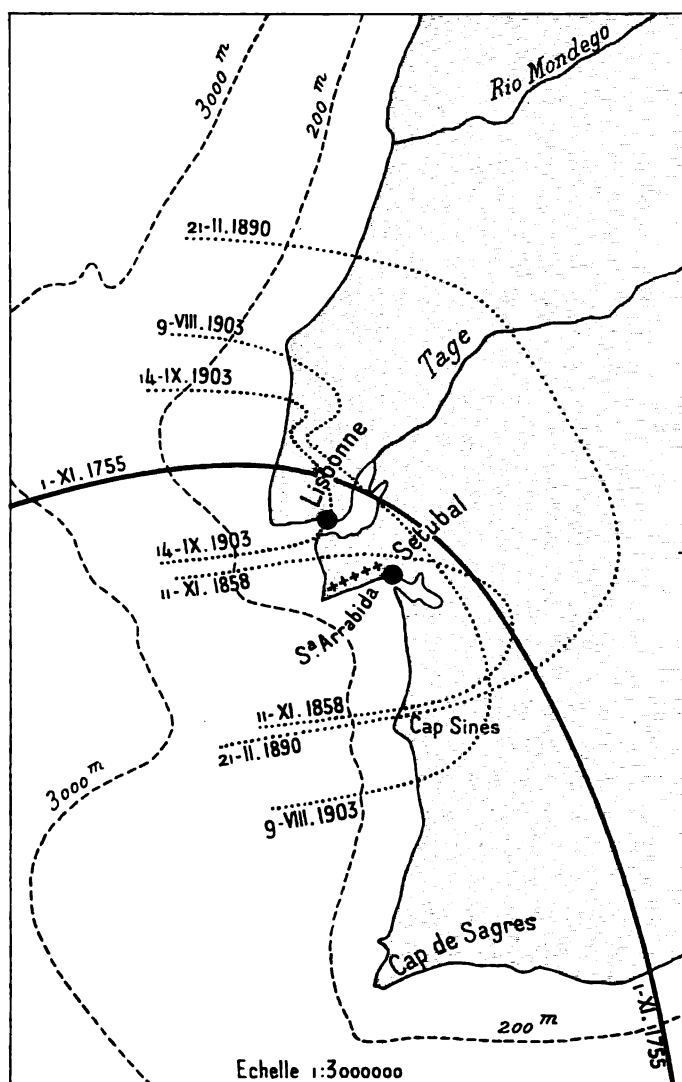 3000 m
200 m
Rio Mondego
21-II.1890
9-VIII.1903
14-IX.1903
Tage
1-XI.1755
Lisbonne
14-IX.1903
Setubal
11-XI.1858
Sª. Arrabida
11-XI.1858
Cap Sines
21-II.1890
3000 m
9-VIII.1903
Cap de Sagres
1-XI.1755
200 m
Echelle 1:3000000